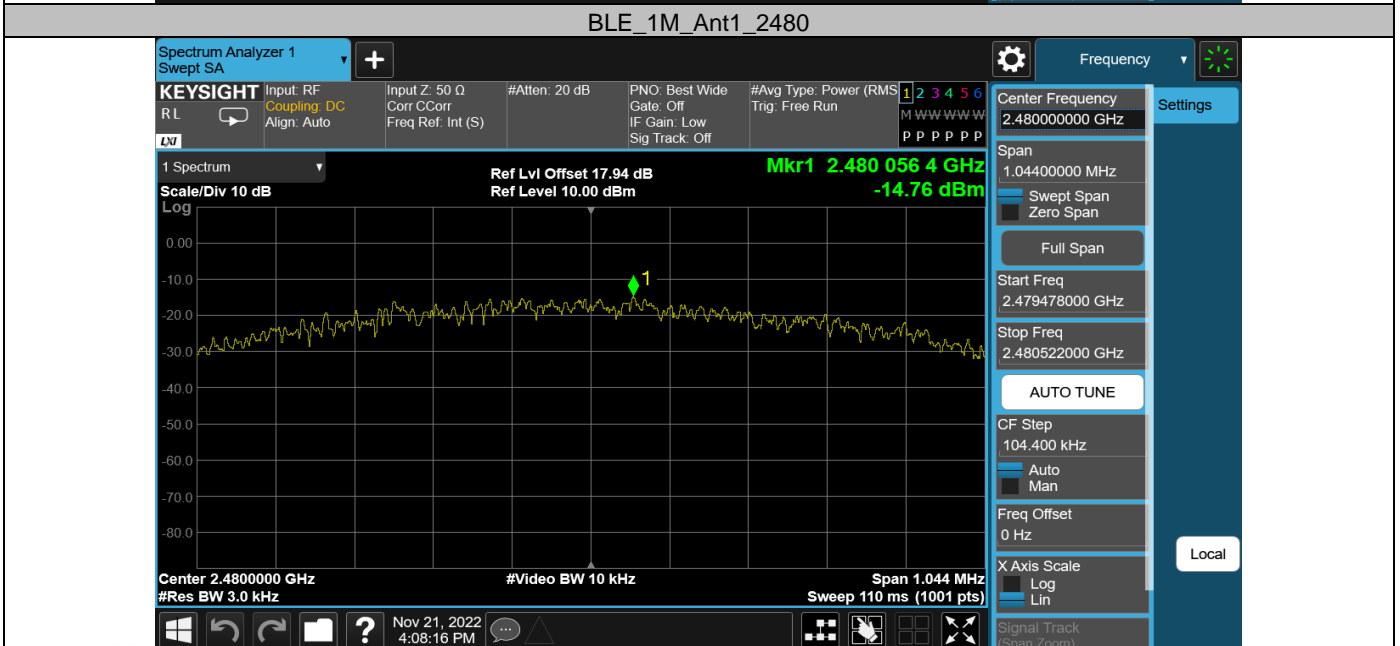 BLE_1M_Ant1_2480
Spectrum Analyzer 1
Swept SA
+
Frequency
KEYSIGHT
RL
LXI
Input: RF
Coupling: DC
Align: Auto
Input Z: 50 Ω
Corr CCorr
Freq Ref: Int (S)
#Atten: 20 dB
PNO: Best Wide
Gate: Off
IF Gain: Low
Sig Track: Off
#Avg Type: Power (RMS
Trig: Free Run
1 2 3 4 5 6
M W W W W W
P P P P P P
1 Spectrum
Scale/Div 10 dB
Ref Lvl Offset 17.94 dB
Ref Level 10.00 dBm
Mkr1 2.480 056 4 GHz
-14.76 dBm
Log
0.00
-10.0
-20.0
-30.0
-40.0
-50.0
-60.0
-70.0
-80.0
1
Center 2.4800000 GHz
#Res BW 3.0 kHz
#Video BW 10 kHz
Span 1.044 MHz
Sweep 110 ms (1001 pts)
?
Nov 21, 2022
4:08:16 PM
Center Frequency
2.480000000 GHz
Span
1.04400000 MHz
Swept Span
Zero Span
Full Span
Start Freq
2.479478000 GHz
Stop Freq
2.480522000 GHz
AUTO TUNE
CF Step
104.400 kHz
Auto
Man
Freq Offset
0 Hz
X Axis Scale
Log
Lin
Signal Track
(Span Zoom)
Settings
Local